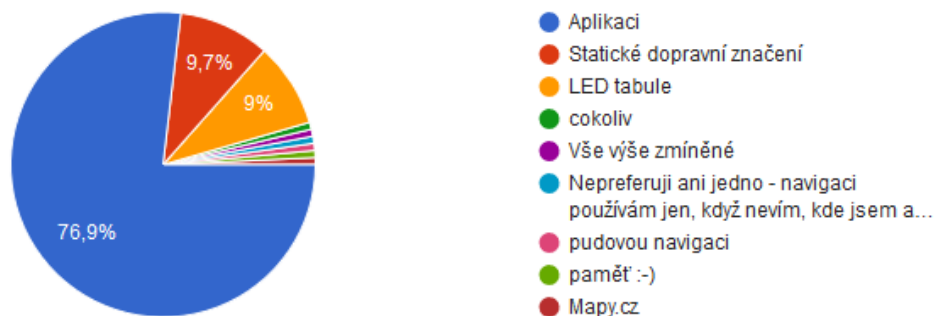 9,7%
9%
76,9%
Aplikaci
Statické dopravní značení
LED tabule
cokoliv
Vše výše zmíněné
Nepreferuji ani jedno - navigaci
používám jen, když nevím, kde jsem a...
pudovou navigaci
paměť :-)
Mapy.cz